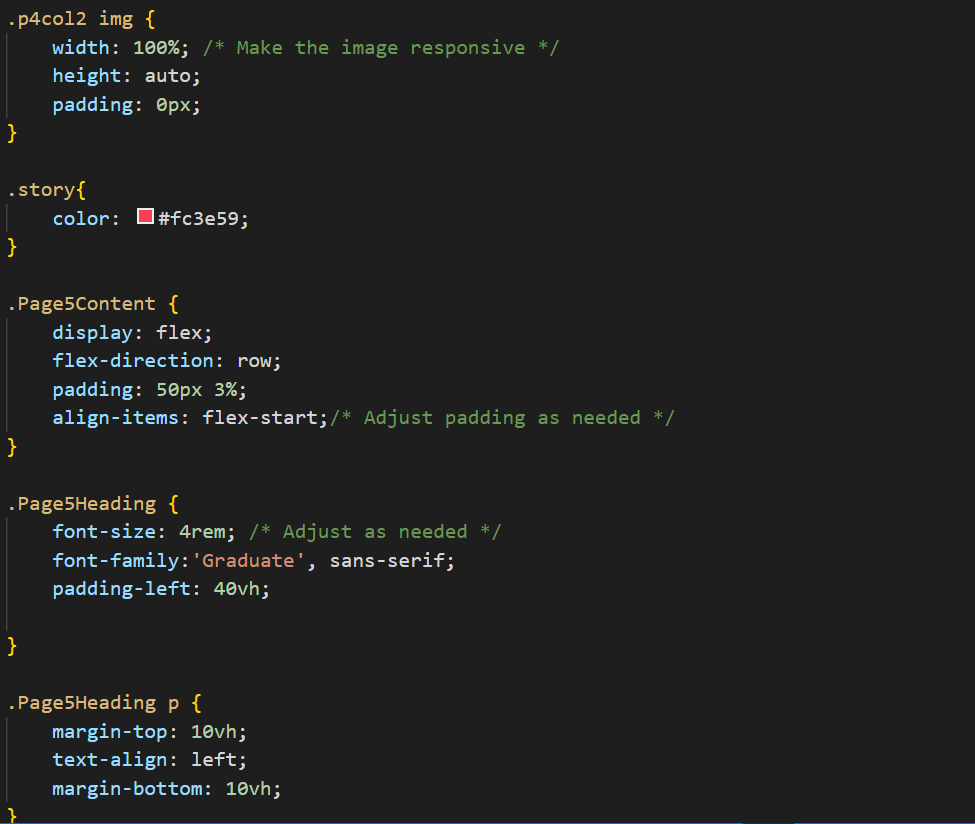 .p4col2 img {
    width: 100%; /* Make the image responsive */
    height: auto;
    padding: 0px;
}
.story{
    color: #fc3e59;
}
.Page5Content {
    display: flex;
    flex-direction: row;
    padding: 50px 3%;
    align-items: flex-start;/* Adjust padding as needed */
}
.Page5Heading {
    font-size: 4rem; /* Adjust as needed */
    font-family:'Graduate', sans-serif;
    padding-left: 40vh;
}
.Page5Heading p {
    margin-top: 10vh;
    text-align: left;
    margin-bottom: 10vh;
}